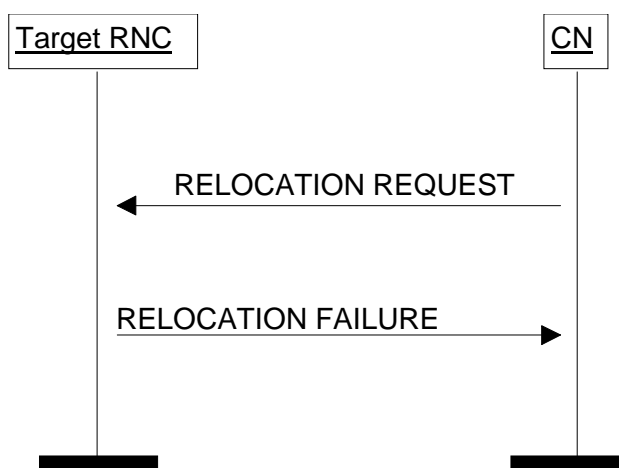 Target RNC
CN
RELOCATION REQUEST
RELOCATION FAILURE